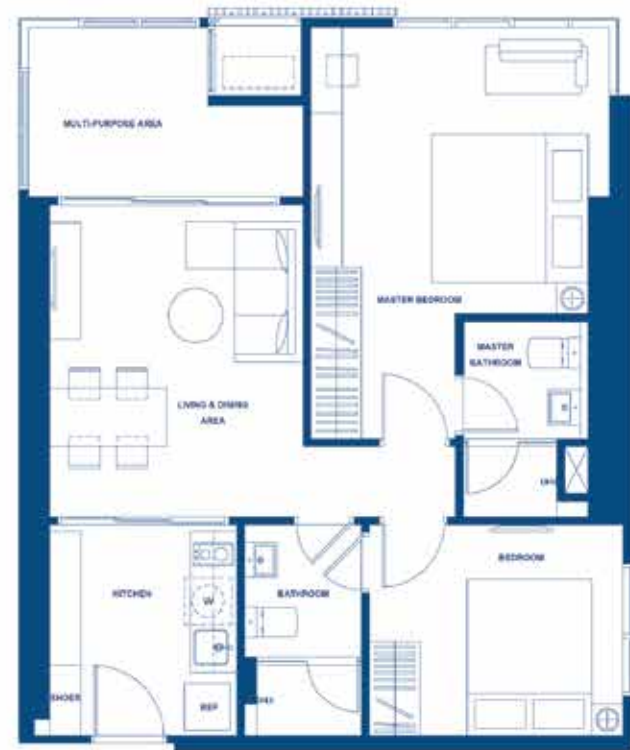 MULTI-PURPOSE AREA
MASTER BEDROOM
MASTER
BATHROOM
LIVING & DINING
AREA
BEDROOM
KITCHEN
W
BATHROOM
SHOES
REF